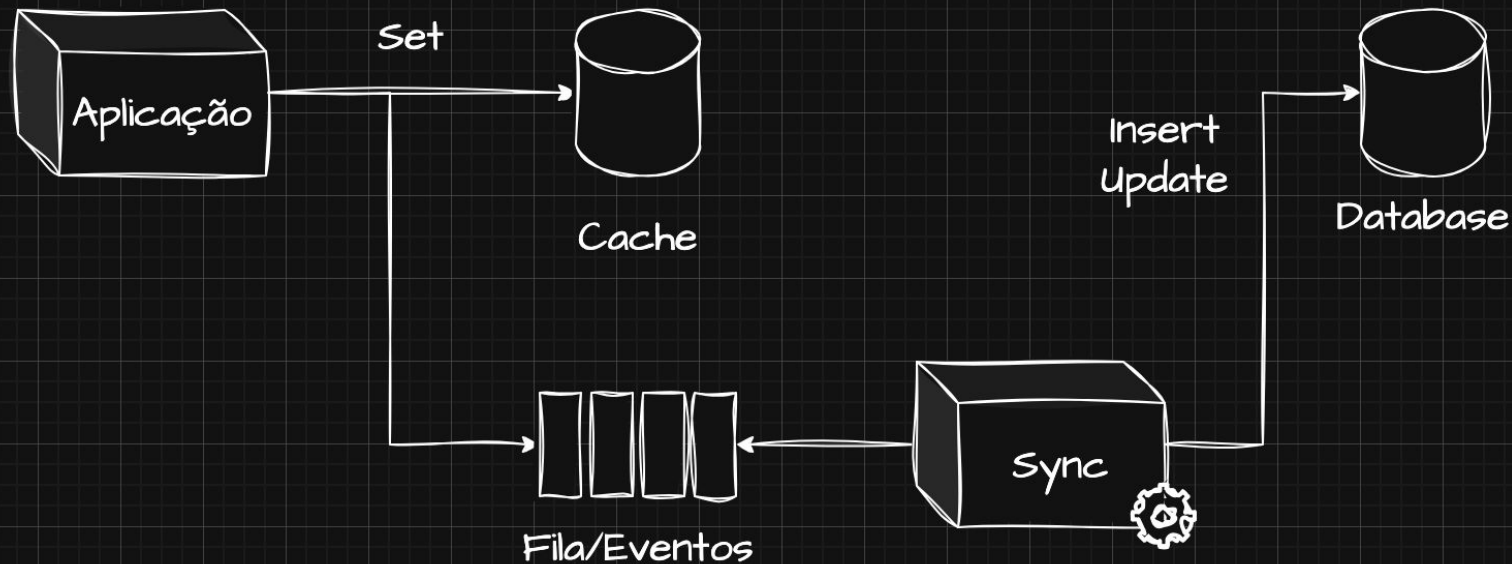 Aplicação
Set
Cache
Insert
Update
Database
Fila/Eventos
Sync